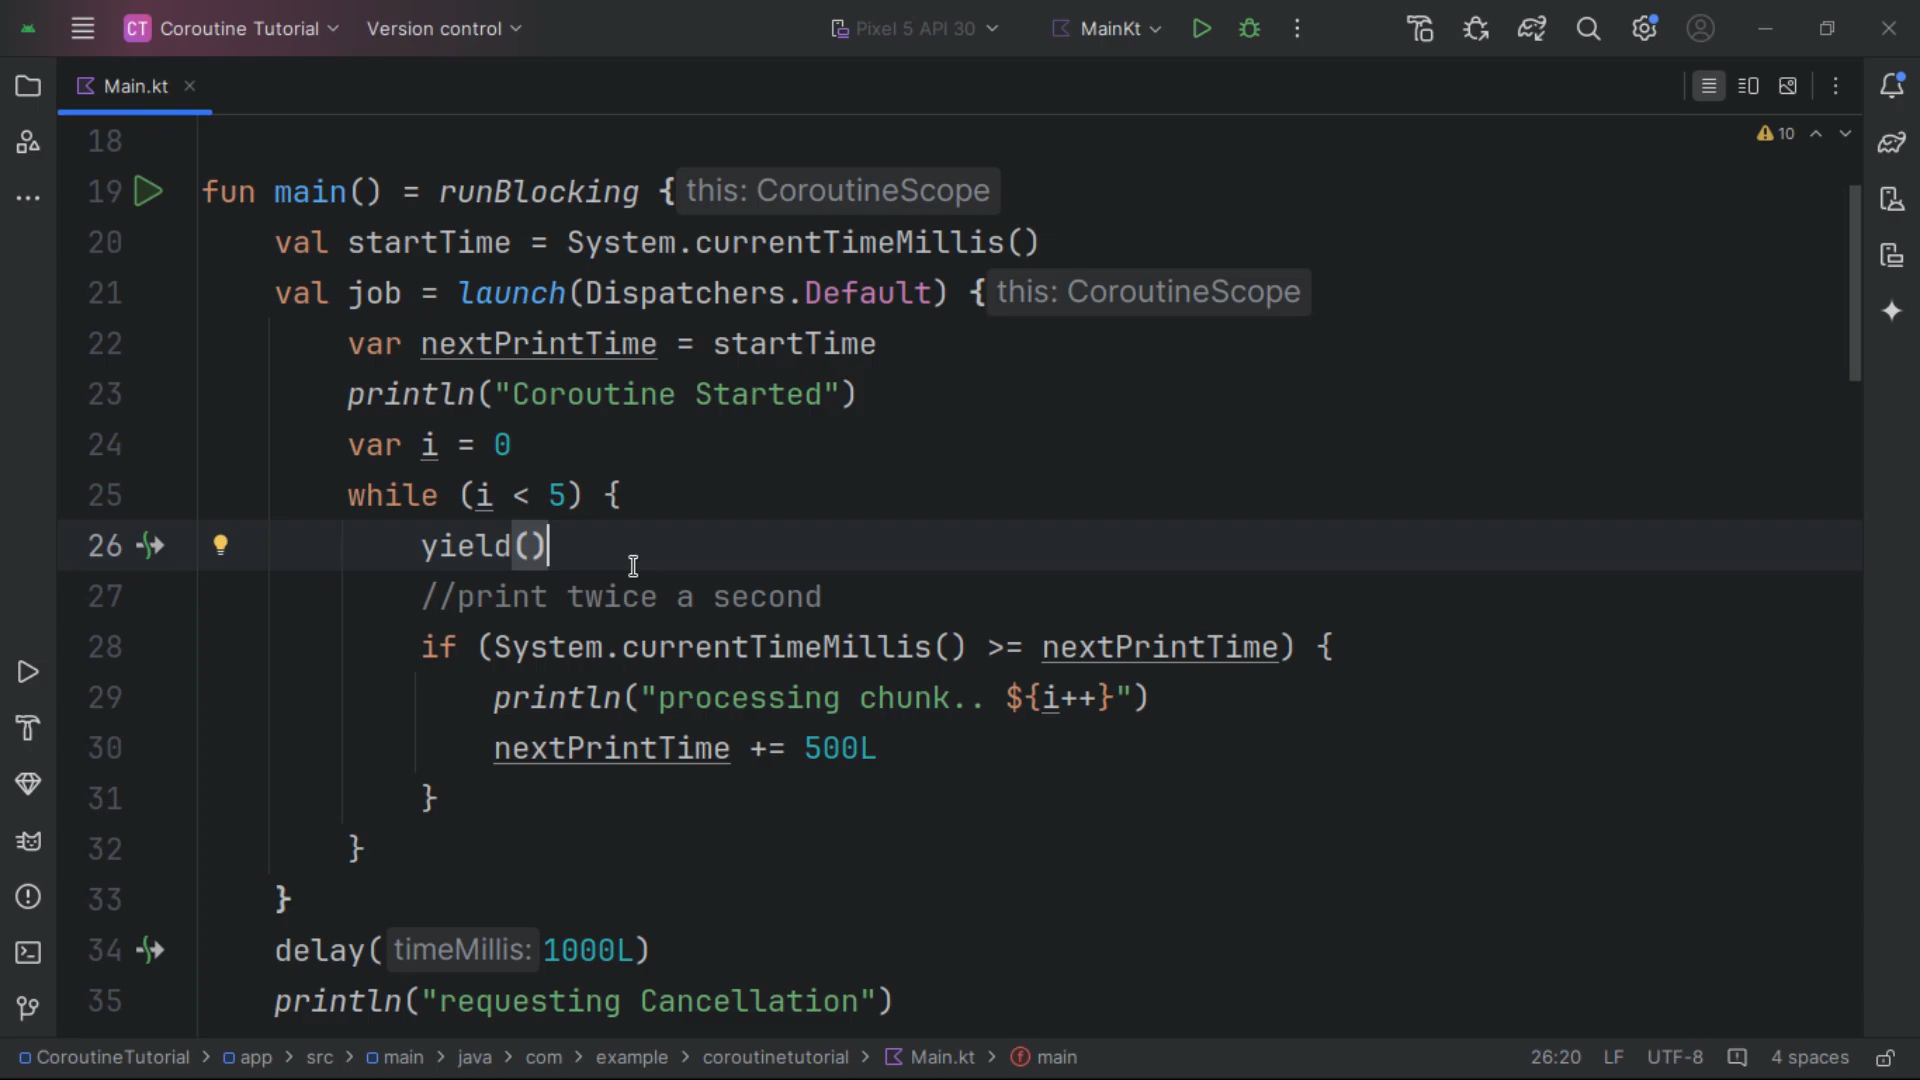 CT Coroutine Tutorial Version control Pixel 5 API 30 MainKt
Main.kt
10
18
19 fun main() = runBlocking { this: CoroutineScope
20 val startTime = System.currentTimeMillis()
21 val job = launch(Dispatchers.Default) { this: CoroutineScope
22 var nextPrintTime = startTime
23 println("Coroutine Started")
24 var i = 0
25 while (i < 5) {
26 yield()
27 //print twice a second
28 if (System.currentTimeMillis() >= nextPrintTime) {
29 println("processing chunk.. ${i++}")
30 nextPrintTime += 500L
31 }
32 }
33 }
34 delay( timeMillis: 1000L)
35 println("requesting Cancellation")
CoroutineTutorial > app > src > main > java > com > example > coroutinetutorial > Main.kt > f main 26:20 LF UTF-8 4 spaces